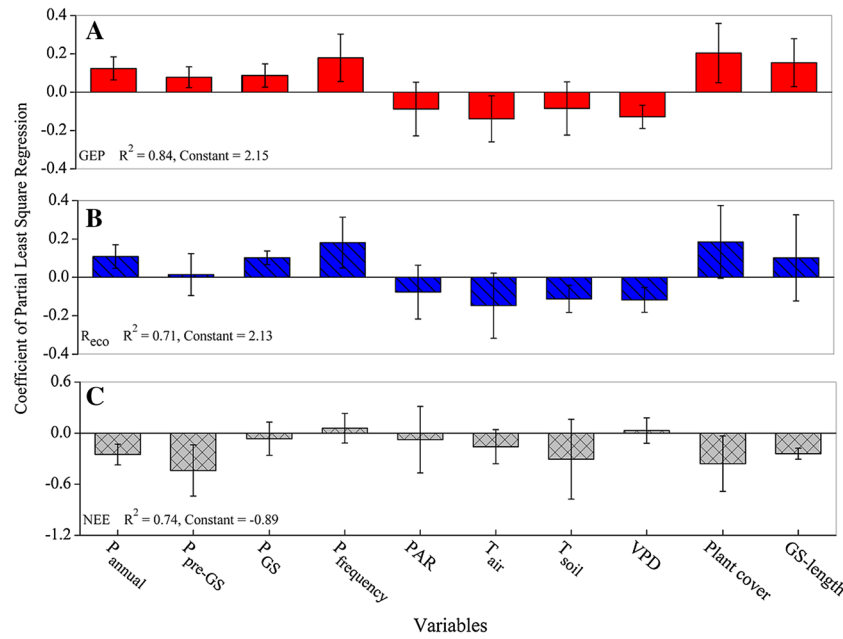 Coefficient of Partial Least Square Regression
A
0.4
0.2
0.0
-0.2
-0.4
GEP R² = 0.84, Constant = 2.15
B
0.4
0.2
0.0
-0.2
-0.4
Reco R² = 0.71, Constant = 2.13
C
0.6
0.0
-0.6
-1.2
NEE R² = 0.74, Constant = -0.89
P annual
P pre-GS
P GS
P frequency
PAR
T air
T soil
VPD
Plant cover
GS-length
Variables